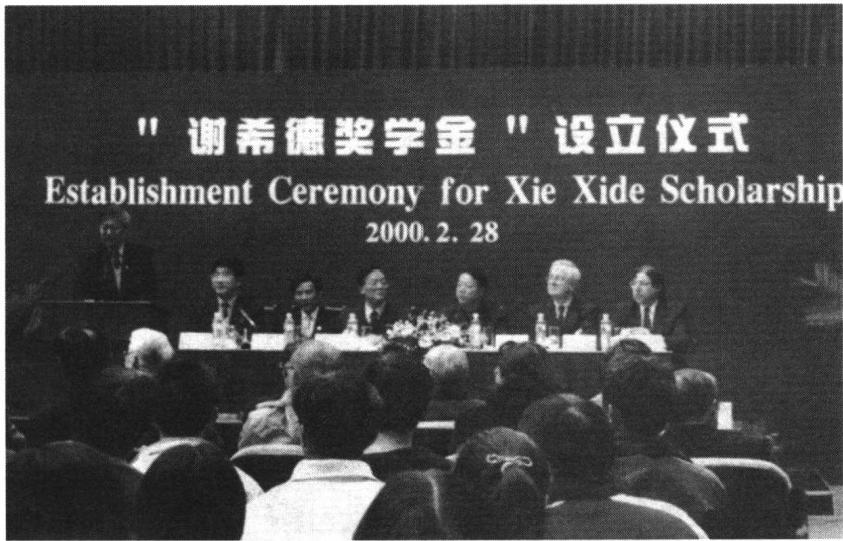 " 谢希德奖学金 " 设立仪式
Establishment Ceremony for Xie Xide Scholarship
2000. 2. 28